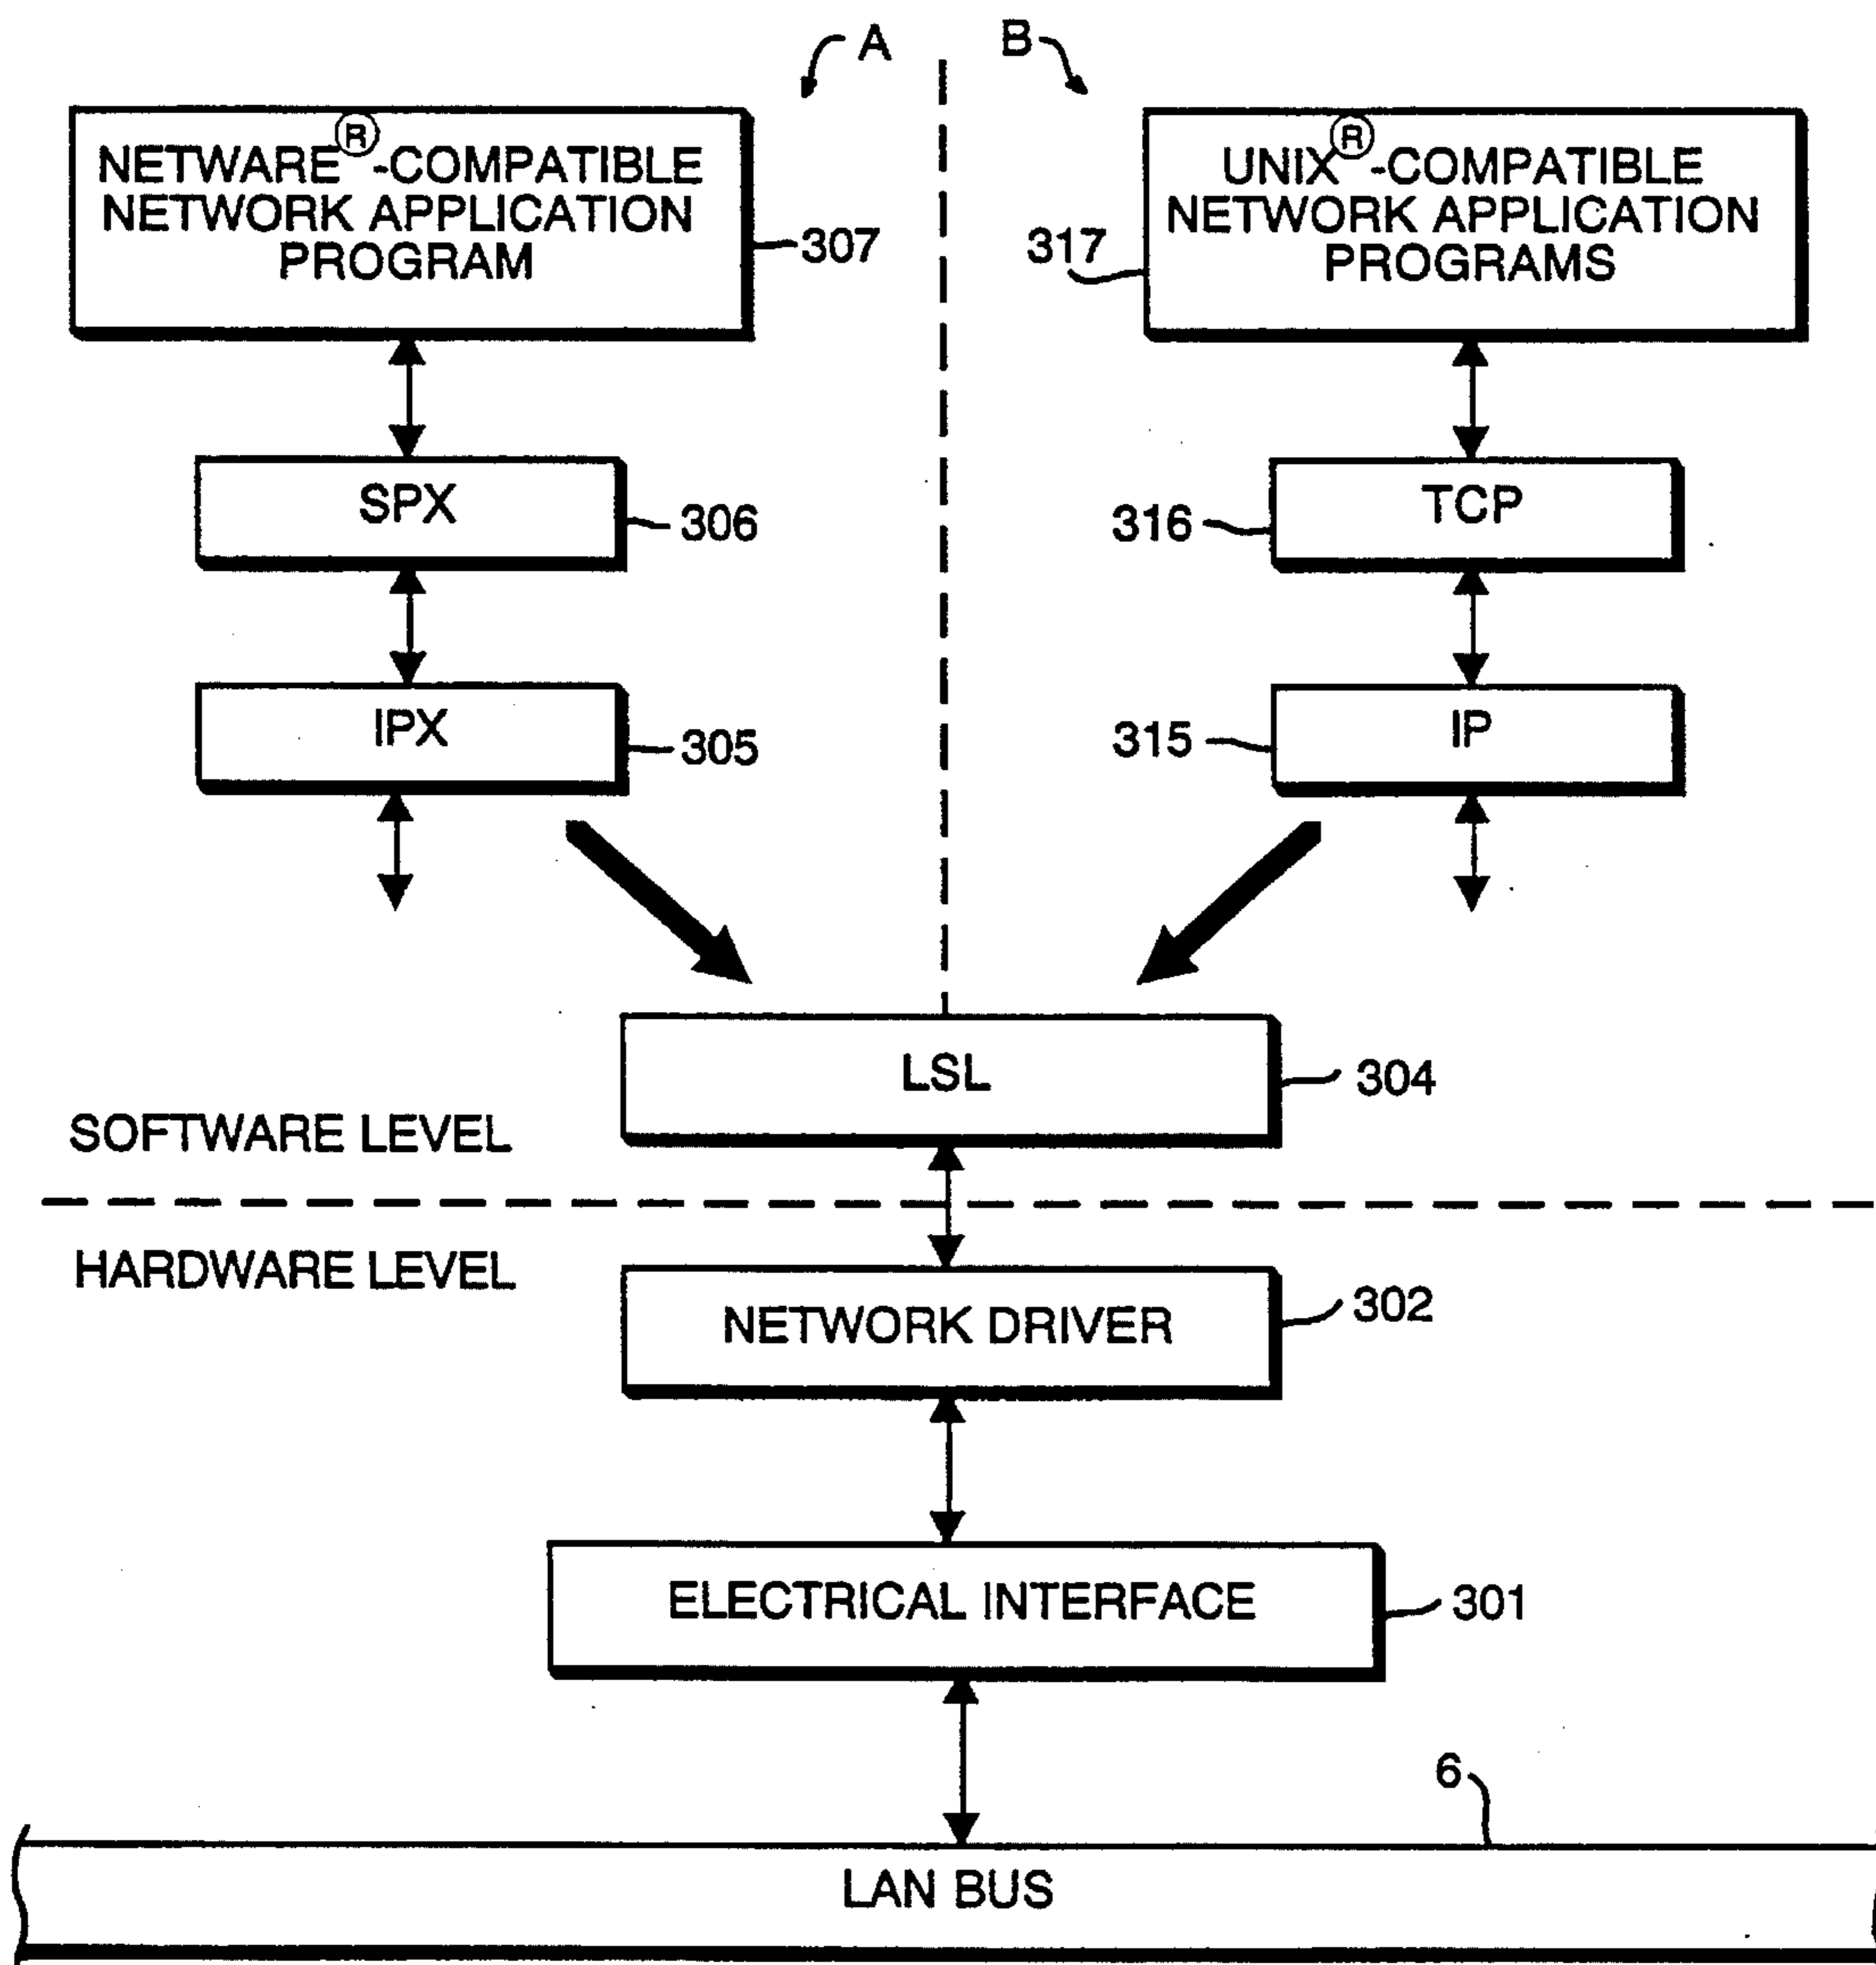 A
B
NETWARE®-COMPATIBLE
NETWORK APPLICATION
PROGRAM
307
317
UNIX®-COMPATIBLE
NETWORK APPLICATION
PROGRAMS
SPX
306
316
TCP
IPX
305
315
IP
LSL
304
SOFTWARE LEVEL
HARDWARE LEVEL
NETWORK DRIVER
302
ELECTRICAL INTERFACE
301
6
LAN BUS